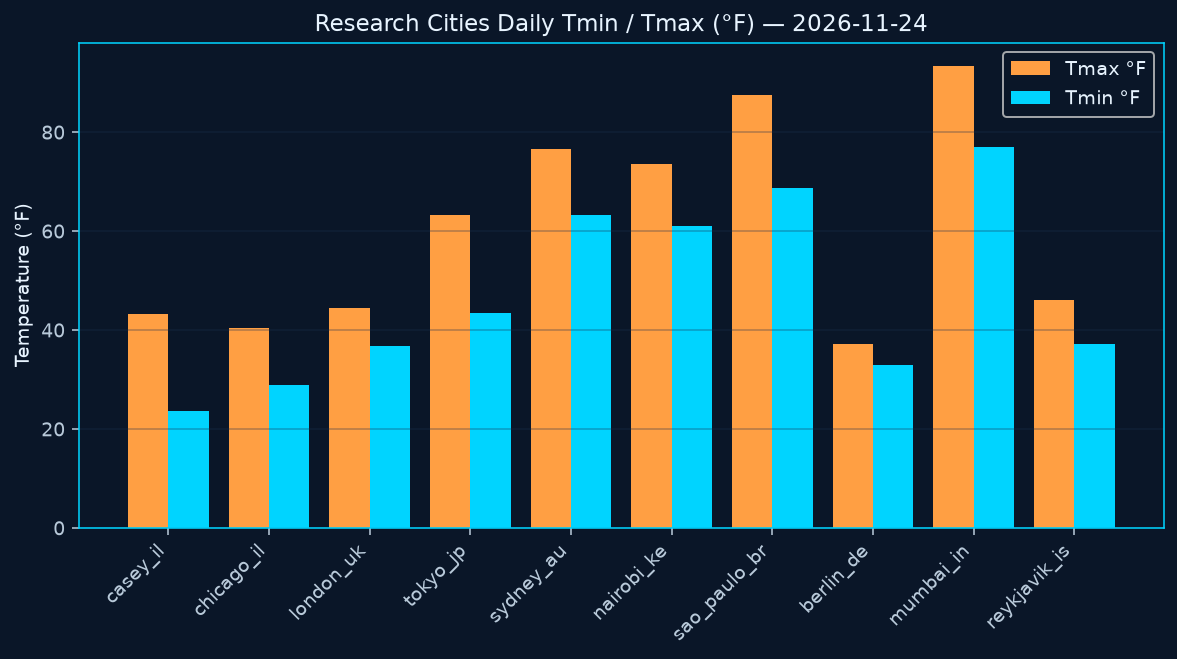 Research Cities Daily Tmin / Tmax (°F) — 2026-11-24
Tmax °F
Tmin °F
Temperature (°F)
80
60
40
20
0
casey_il
chicago_il
london_uk
tokyo_jp
sydney_au
nairobi_ke
sao_paulo_br
berlin_de
mumbai_in
reykjavik_is